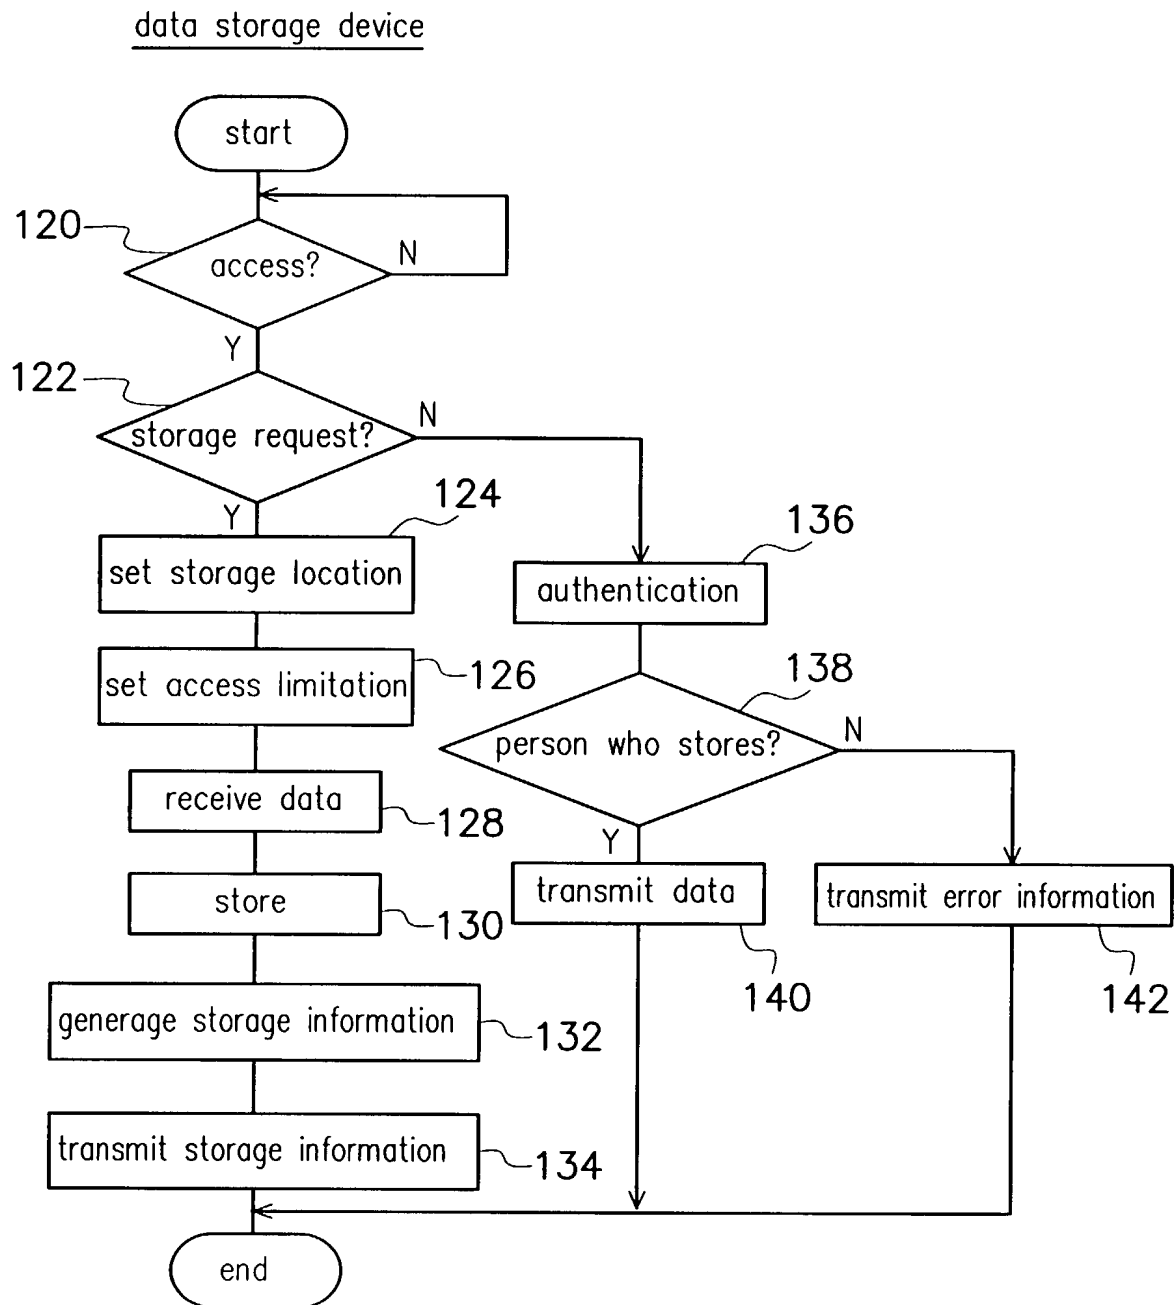 data storage device
start
120
access?
N
Y
122
storage request?
N
Y
124
set storage location
136
authentication
set access limitation
126
138
person who stores?
N
Y
receive data
128
transmit data
140
transmit error information
142
store
130
generage storage information
132
transmit storage information
134
end